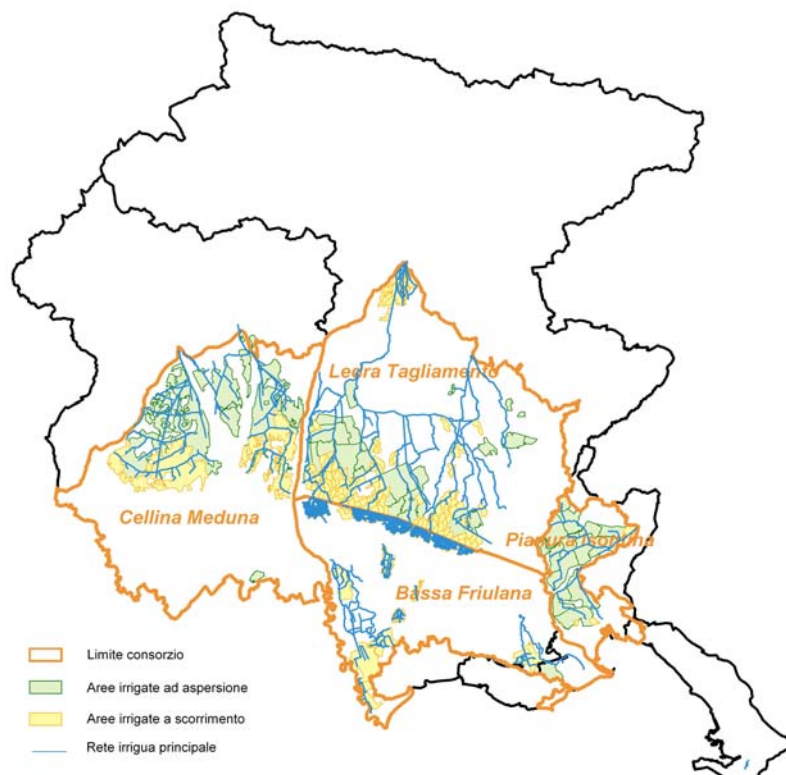 Ledra Tagliamento
Cellina Meduna
Pianura Isontina
Bassa Friulana
Limite consorzio
Aree irrigate ad aspersione
Aree irrigate a scorrimento
Rete irrigua principale